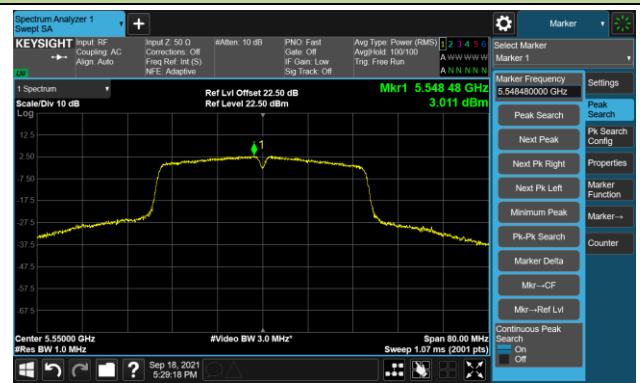 Spectrum Analyzer 1
Swept SA
Marker
KEYSIGHT
Input: RF
Coupling: AC
Align: Auto
Input Z: 50 Ω
Corrections: Off
Freq Ref: Int (S)
NFE: Adaptive
#Atten: 10 dB
PNO: Fast
Gate: Off
IF Gain: Low
Sig Track: Off
Avg Type: Power (RMS)
Avg|Hold: 100/100
Trig: Free Run
1 2 3 4 5 6
A W W W W W
A N N N N N
LXI
Select Marker
Marker 1
1 Spectrum
Scale/Div 10 dB
Log
Ref Lvl Offset 22.50 dB
Ref Level 22.50 dBm
Mkr1 5.548 48 GHz
3.011 dBm
12.5
2.50
-7.50
-17.5
-27.5
-37.5
-47.5
-57.5
-67.5
1
Center 5.55000 GHz
#Res BW 1.0 MHz
#Video BW 3.0 MHz*
Span 80.00 MHz
Sweep 1.07 ms (2001 pts)
Marker Frequency
5.548480000 GHz
Peak Search
Next Peak
Next Pk Right
Next Pk Left
Minimum Peak
Pk-Pk Search
Marker Delta
Mkr→CF
Mkr→Ref Lvl
Continuous Peak
Search
On
Off
Settings
Peak
Search
Pk Search
Config
Properties
Marker
Function
Marker→
Counter
?
Sep 18, 2021
5:29:18 PM